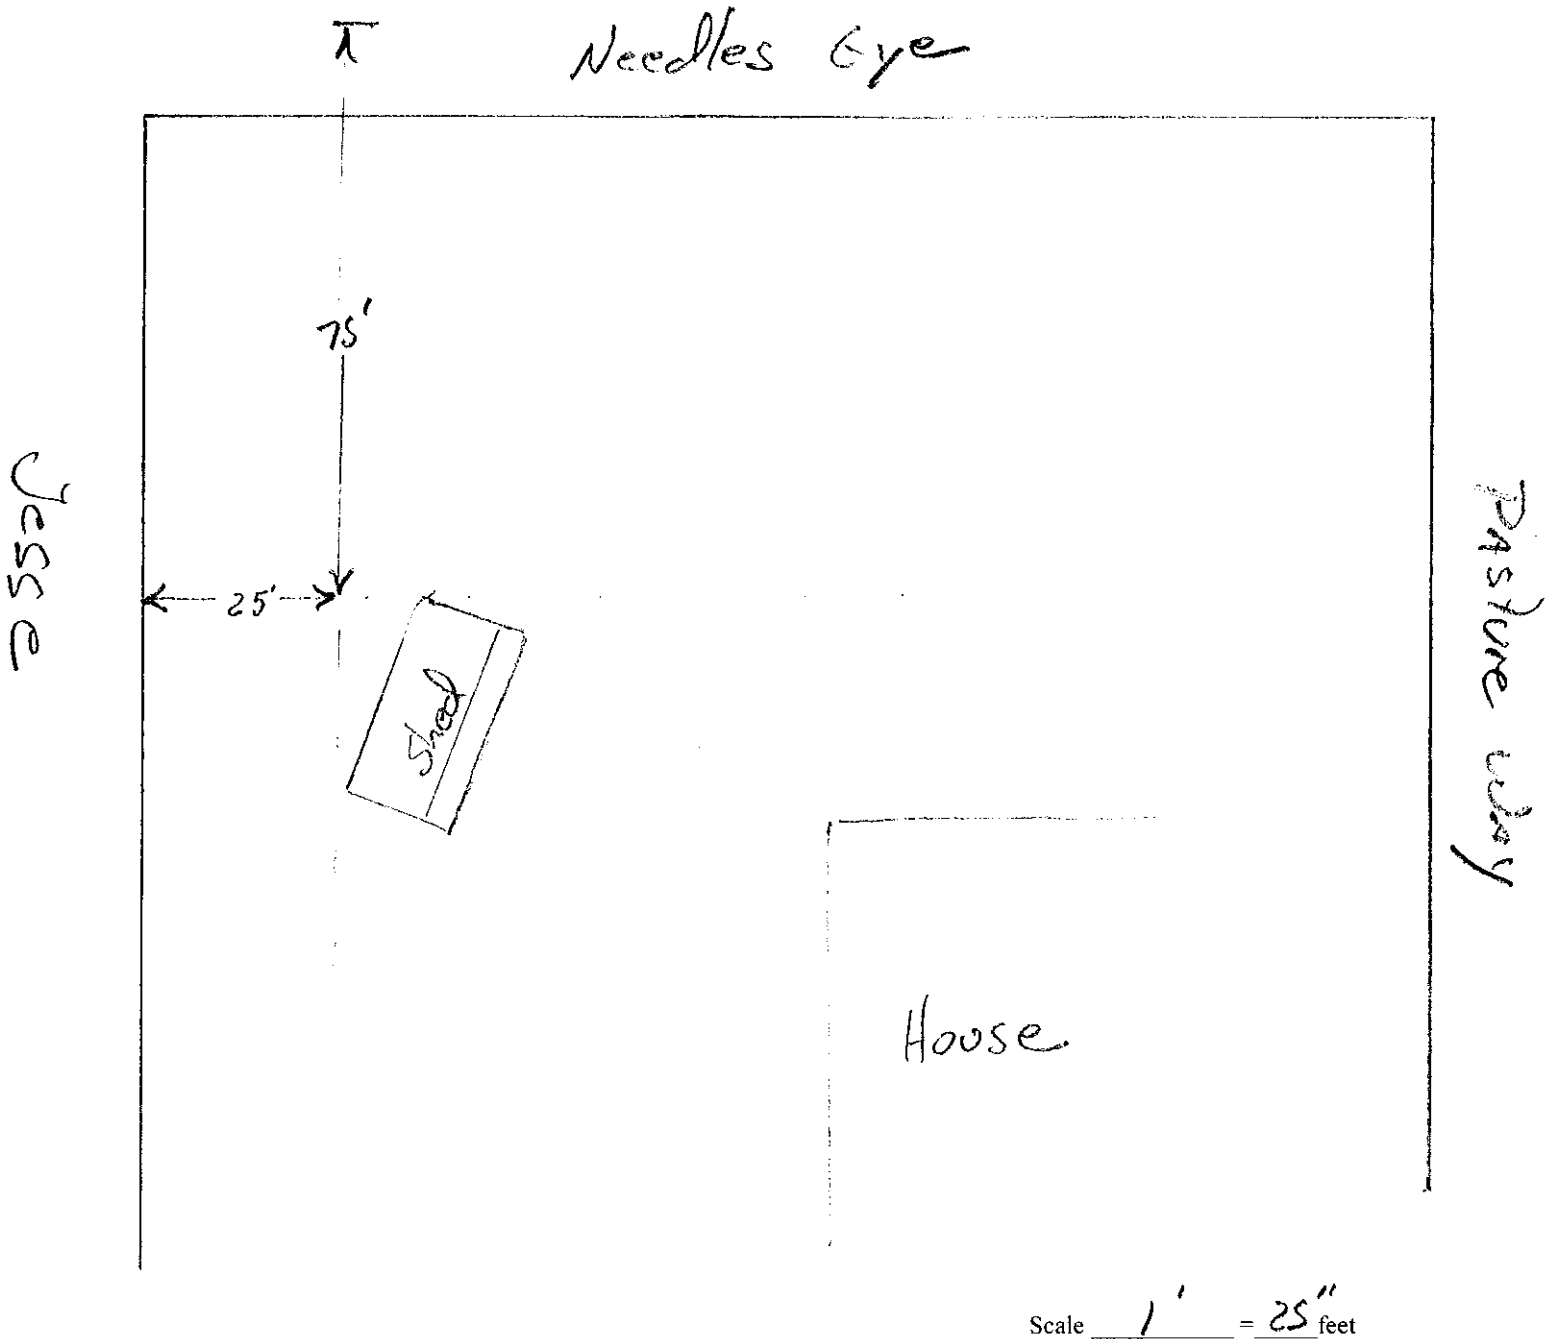 Needles Eye
75'
Jesse
25'
Shed
Pasture Way
House
Scale 1' = 25" feet